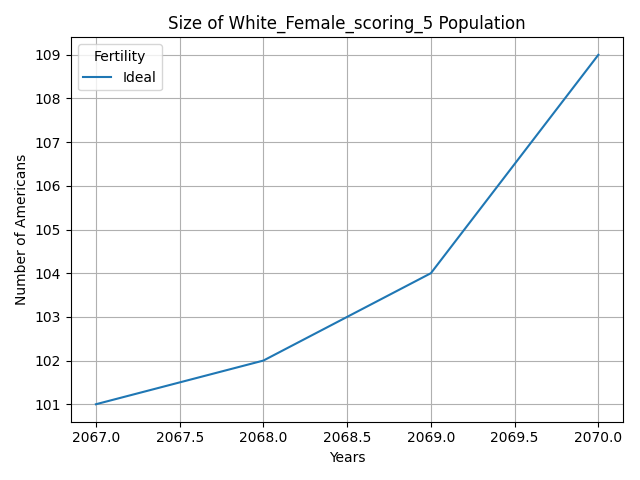 Size of White_Female_scoring_5 Population
Fertility
Ideal
Number of Americans
109
108
107
106
105
104
103
102
101
2067.0 2067.5 2068.0 2068.5 2069.0 2069.5 2070.0
Years